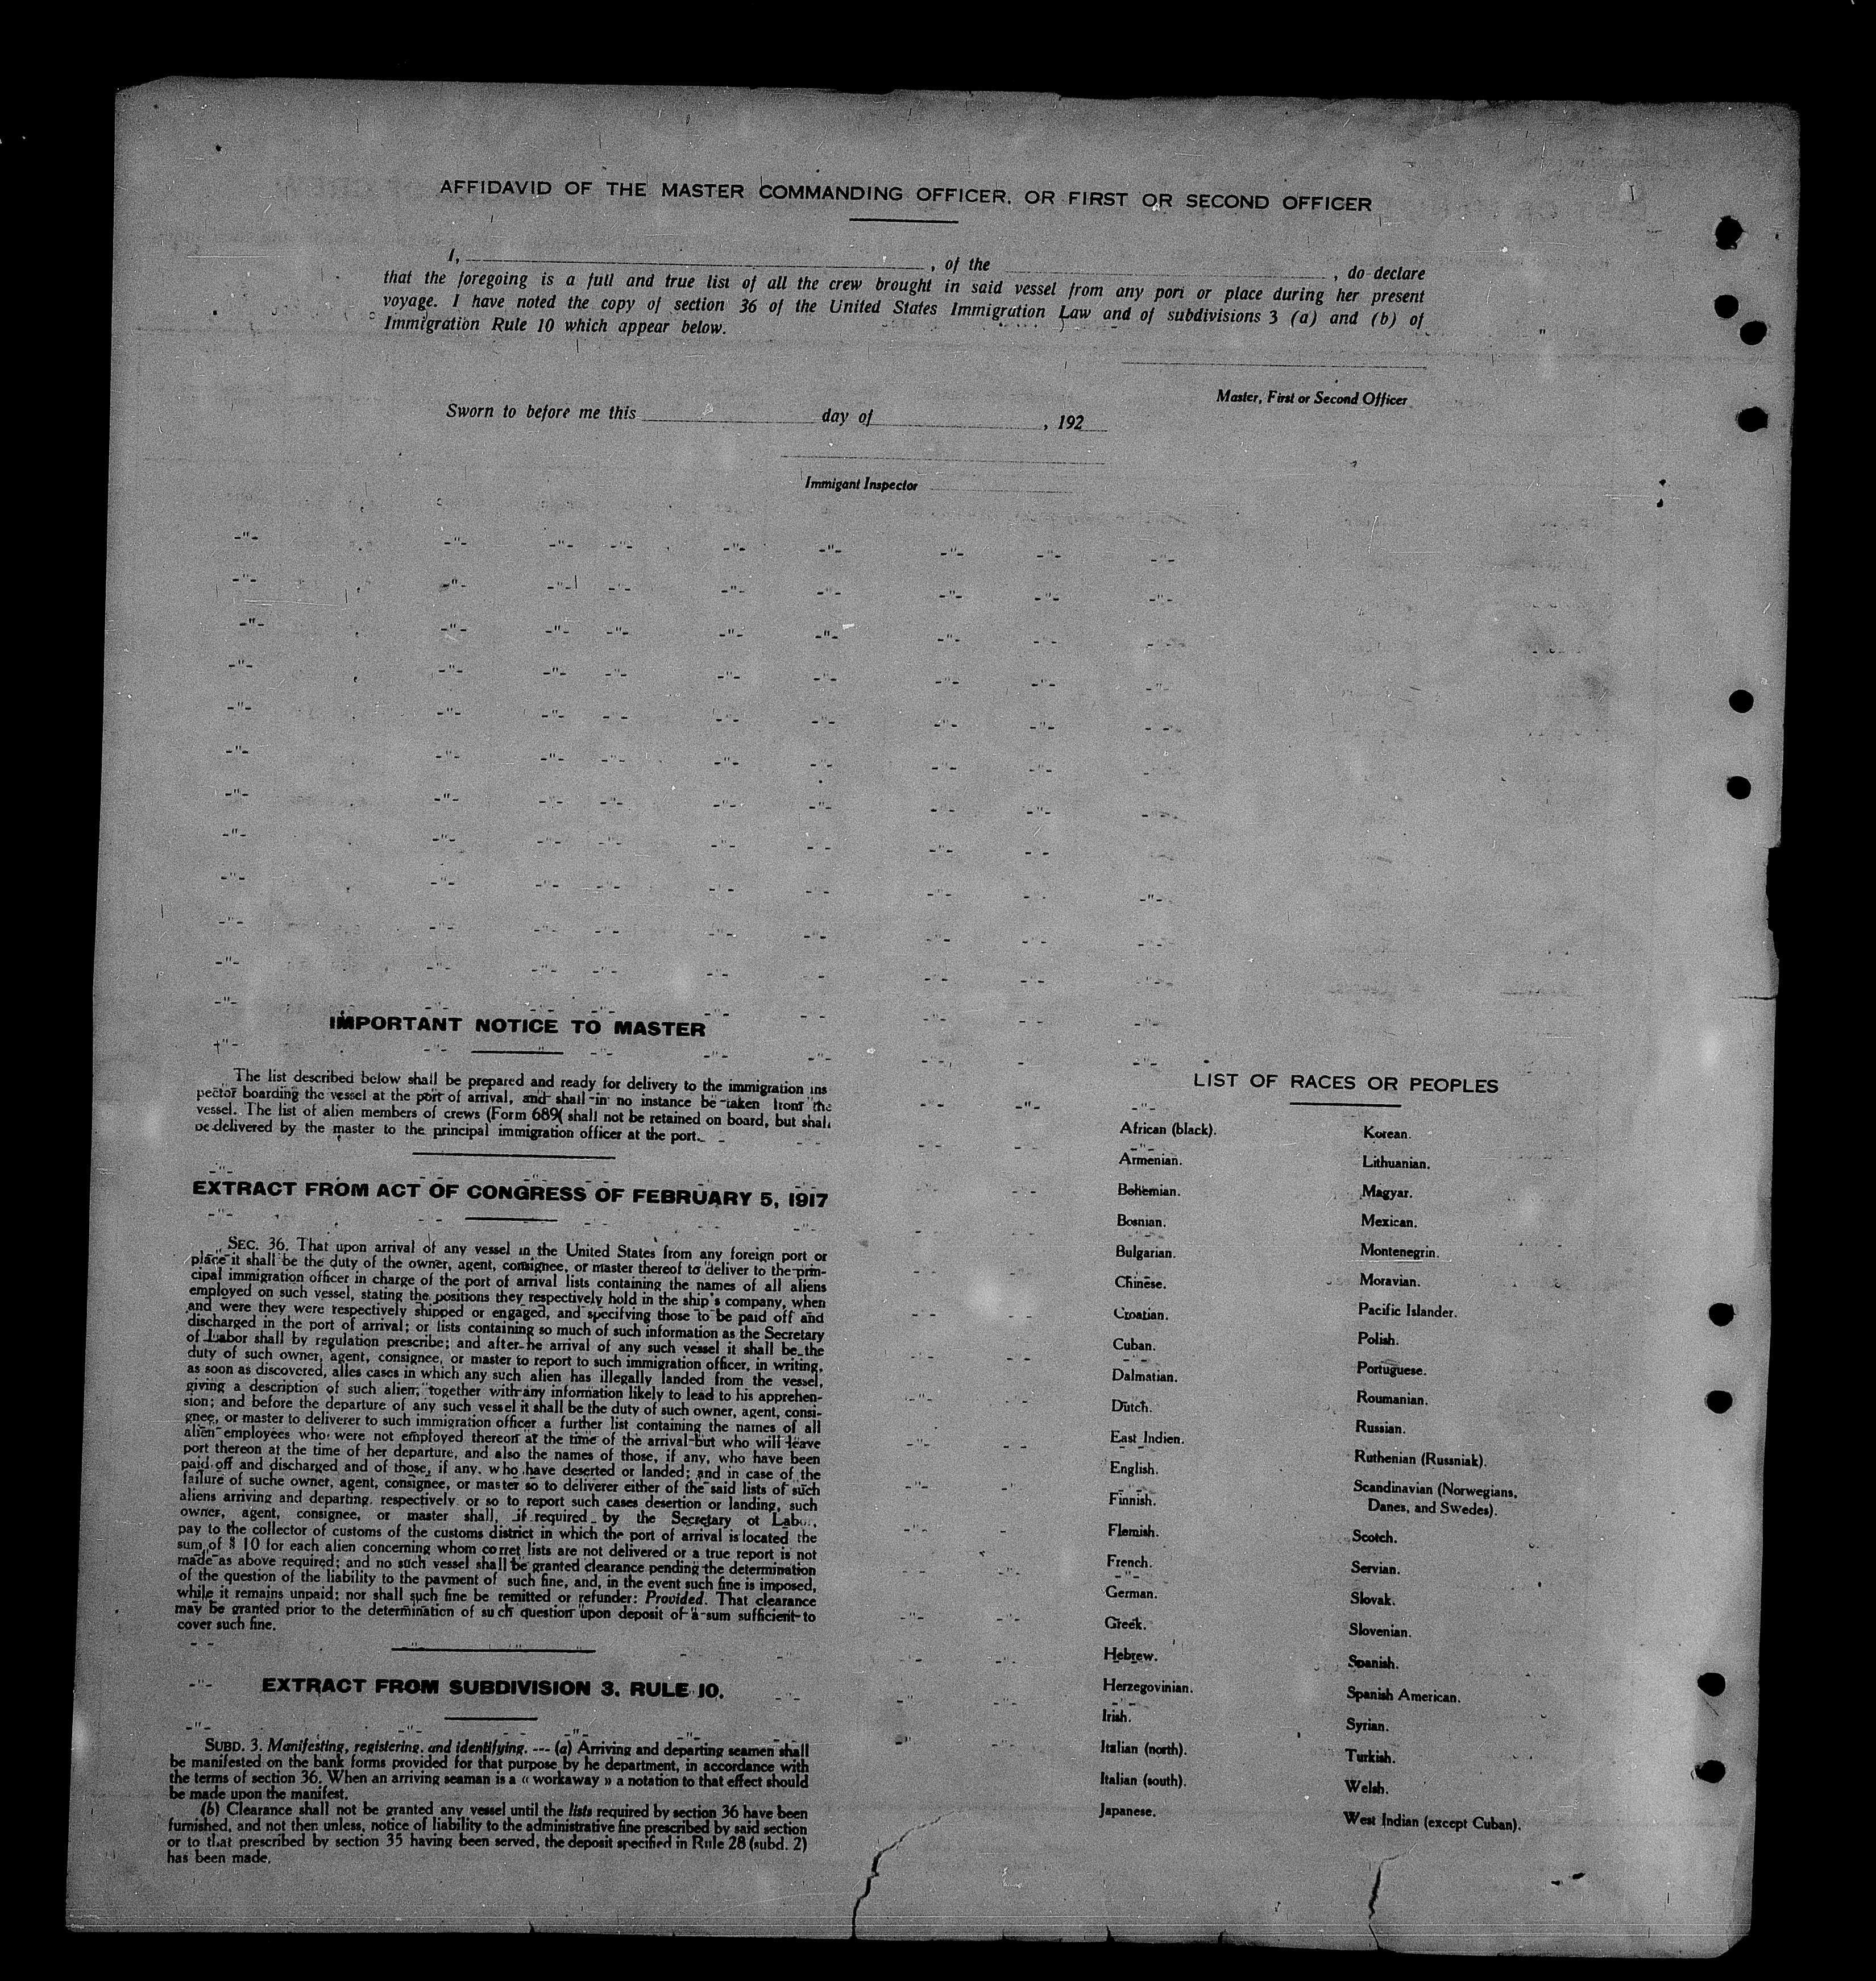 AFFIDAVID OF THE MASTER COMMANDING OFFICER, OR FIRST OR SECOND OFFICER
I, , of the , do declare
that the foregoing is a full and true list of all the crew brought in said vessel from any port or place during her present
voyage. I have noted the copy of section 36 of the United States Immigration Law and of subdivisions 3 (a) and (b) of
Immigration Rule 10 which appear below.
Master, First or Second Officer
Sworn to before me this day of , 192
Immigant Inspector
IMPORTANT NOTICE TO MASTER
The list described below shall be prepared and ready for delivery to the immigration ins
pector boarding the vessel at the port of arrival, and shall in no instance be taken from the
vessel. The list of alien members of crews (Form 689( shall not be retained on board, but shall
be delivered by the master to the principal immigration officer at the port.
EXTRACT FROM ACT OF CONGRESS OF FEBRUARY 5, 1917
SEC. 36. That upon arrival of any vessel in the United States from any foreign port or
place it shall be the duty of the owner, agent, consignee, or master thereof to deliver to the prin-
cipal immigration officer in charge of the port of arrival lists containing the names of all aliens
employed on such vessel, stating the positions they respectively hold in the ship's company, when
and were they were respectively shipped or engaged, and specifying those to be paid off and
discharged in the port of arrival; or lists containing so much of such information as the Secretary
of Labor shall by regulation prescribe; and after he arrival of any such vessel it shall be the
duty of such owner, agent, consignee, or master to report to such immigration officer, in writing,
as soon as discovered, alles cases in which any such alien has illegally landed from the vessel,
giving a description of such alien, together with any information likely to lead to his apprehen-
sion; and before the departure of any such vessel it shall be the duty of such owner, agent, consi-
gnee, or master to deliverer to such immigration officer a further list containing the names of all
alien employees who were not employed thereon at the time of the arrival but who will leave
port thereon at the time of her departure, and also the names of those, if any, who have been
paid off and discharged and of those, if any, who have deserted or landed; and in case of the
failure of suche owner, agent, consignee, or master so to deliverer either of the said lists of such
aliens arriving and departing, respectively, or so to report such cases desertion or landing, such
owner, agent, consignee, or master shall, if required by the Secretary of Labor,
pay to the collector of customs of the customs district in which the port of arrival is located the
sum of $ 10 for each alien concerning whom corret lists are not delivered or a true report is not
made as above required; and no such vessel shall be granted clearance pending the determination
of the question of the liability to the payment of such fine, and, in the event such fine is imposed,
while it remains unpaid; nor shall such fine be remitted or refunder: Provided. That clearance
may be granted prior to the determination of such question upon deposit of a sum sufficient to
cover such fine.
EXTRACT FROM SUBDIVISION 3. RULE 10.
SUBD. 3. Manifesting, registering, and identifying. --- (a) Arriving and departing seamen shall
be manifested on the bank forms provided for that purpose by he department, in accordance with
the terms of section 36. When an arriving seaman is a « workaway » a notation to that effect should
be made upon the manifest.
(b) Clearance shall not be granted any vessel until the lists required by section 36 have been
furnished, and not then unless, notice of liability to the administrative fine prescribed by said section
or to that prescribed by section 35 having been served, the deposit specified in Rule 28 (subd. 2)
has been made.
LIST OF RACES OR PEOPLES
African (black).
Armenian.
Bohemian.
Bosnian.
Bulgarian.
Chinese.
Croatian.
Cuban.
Dalmatian.
Dutch.
East Indien.
English.
Finnish.
Flemish.
French.
German.
Greek.
Hebrew.
Herzegovinian.
Irish.
Italian (north).
Italian (south).
Japanese.
Korean.
Lithuanian.
Magyar.
Mexican.
Montenegrin.
Moravian.
Pacific Islander.
Polish.
Portuguese.
Roumanian.
Russian.
Ruthenian (Russniak).
Scandinavian (Norwegians,
Danes, and Swedes).
Scotch.
Servian.
Slovak.
Slovenian.
Spanish.
Spanish American.
Syrian.
Turkish.
Welsh.
West Indian (except Cuban).